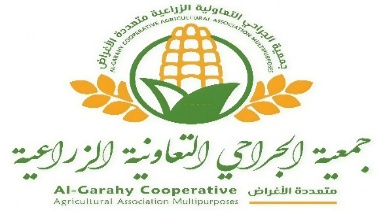 جمعية الجراحي التعاونية الزراعية متعددة الأغراض
AL-GARAHY COOPERATIVE AGRICULTURAL ASSOCIATION MULTIPURPOSES
جمعية الجراحي التعاونية الزراعية
Al-Garahy Cooperative متعددة الأغراض
Agricultural Association Multipurposes